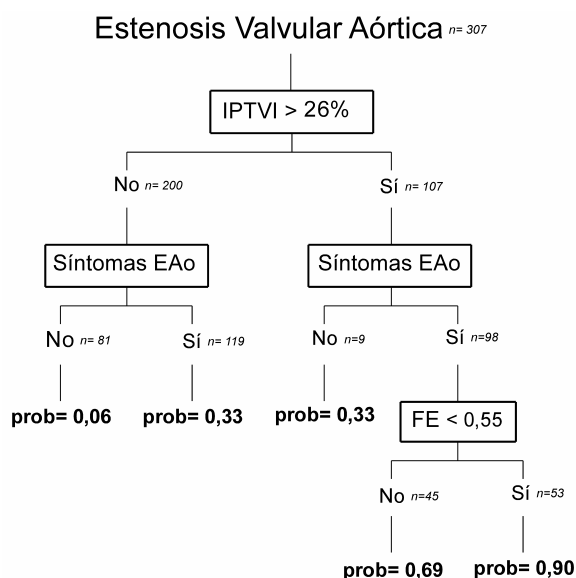 Estenosis Valvular Aórtica n= 307
IPTVI > 26%
No n= 200 Sí n= 107
Síntomas EAo Síntomas EAo
No n= 81 Sí n= 119 No n=9 Sí n=98
prob= 0,06 prob= 0,33 prob= 0,33 FE < 0,55
No n=45 Sí n=53
prob= 0,69 prob= 0,90